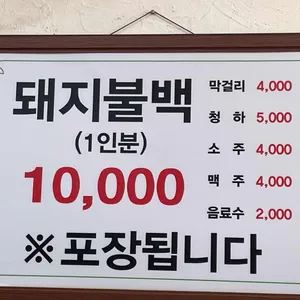 돼지불백
(1인분)
10,000
막걸리 4,000
청하 5,000
소주 4,000
맥주 4,000
음료수 2,000
※포장됩니다